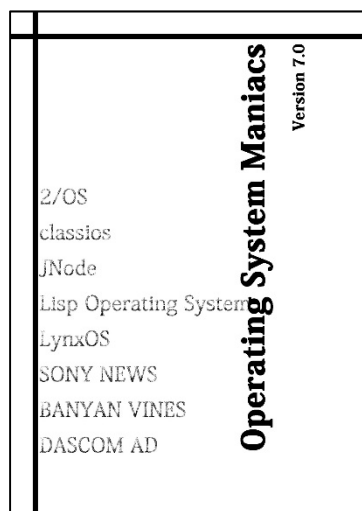 Operating System Maniacs
Version 7.0
2/OS
classios
JNode
Lisp Operating System
LynxOS
SONY NEWS
BANYAN VINES
DASCOM AD